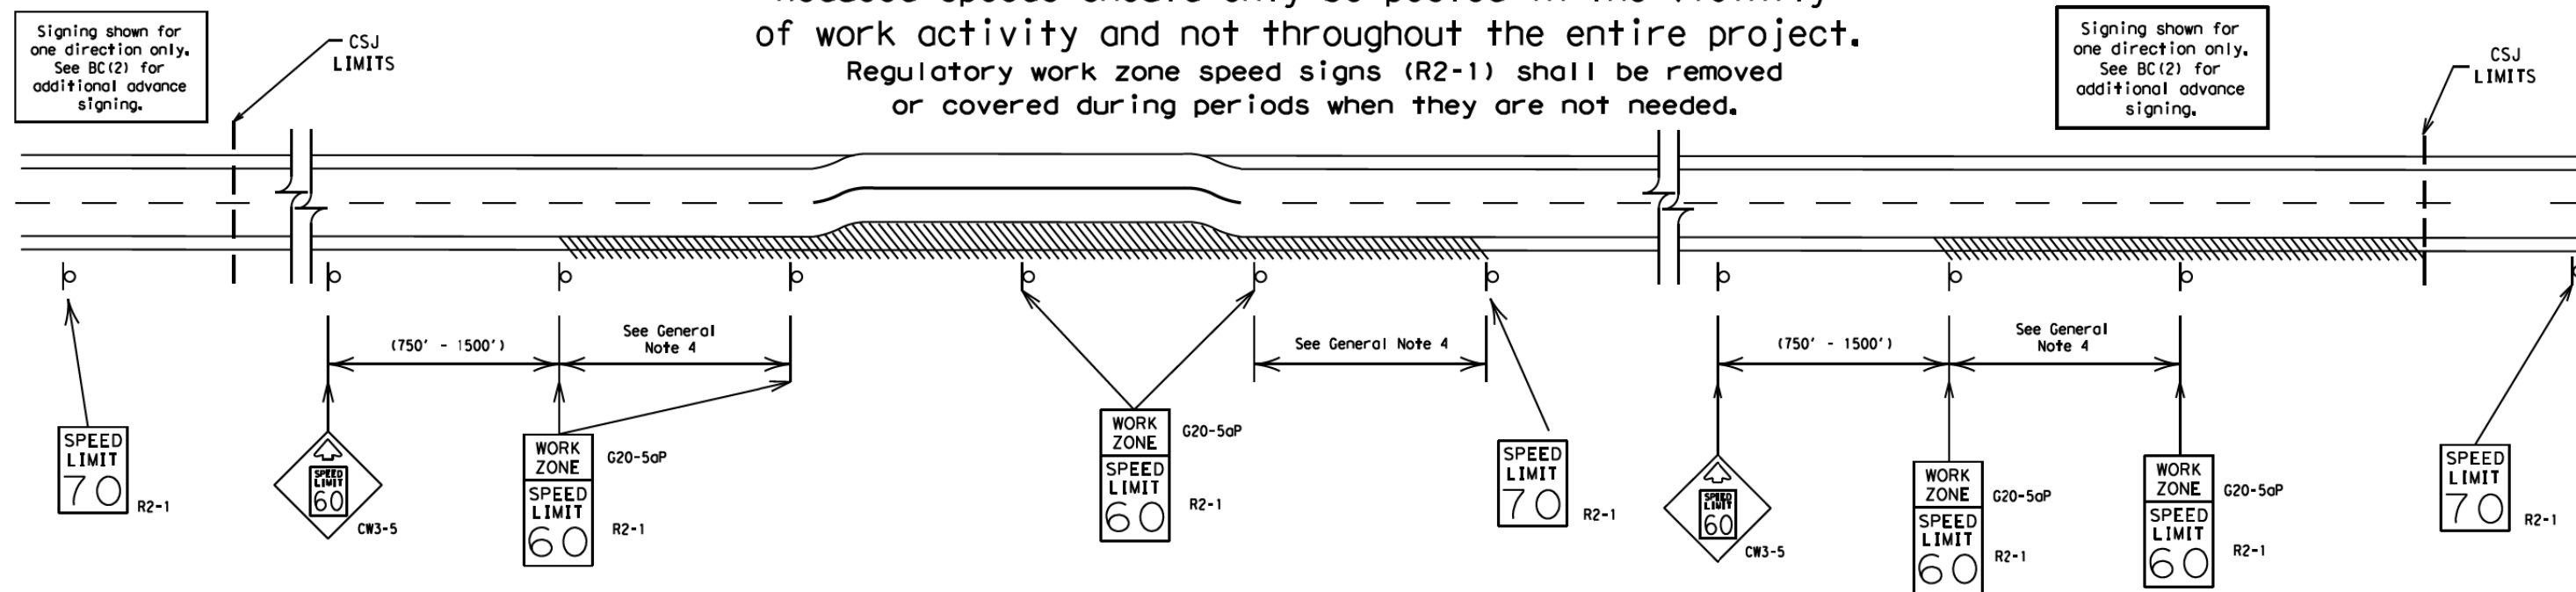 of work activity and not throughout the entire project.
Regulatory work zone speed signs (R2-1) shall be removed
or covered during periods when they are not needed.
Signing shown for
one direction only.
See BC(2) for
additional advance
signing.
CSJ
LIMITS
Signing shown for
one direction only.
See BC(2) for
additional advance
signing.
CSJ
LIMITS
(750' - 1500')
See General
Note 4
See General Note 4
(750' - 1500')
See General
Note 4
SPEED
LIMIT
70
R2-1
SPEED
LIMIT
60
CW3-5
WORK
ZONE
G20-5aP
SPEED
LIMIT
60
R2-1
WORK
ZONE
G20-5aP
SPEED
LIMIT
60
R2-1
SPEED
LIMIT
70
R2-1
SPEED
LIMIT
60
CW3-5
WORK
ZONE
G20-5aP
SPEED
LIMIT
60
R2-1
WORK
ZONE
G20-5aP
SPEED
LIMIT
60
R2-1
SPEED
LIMIT
70
R2-1